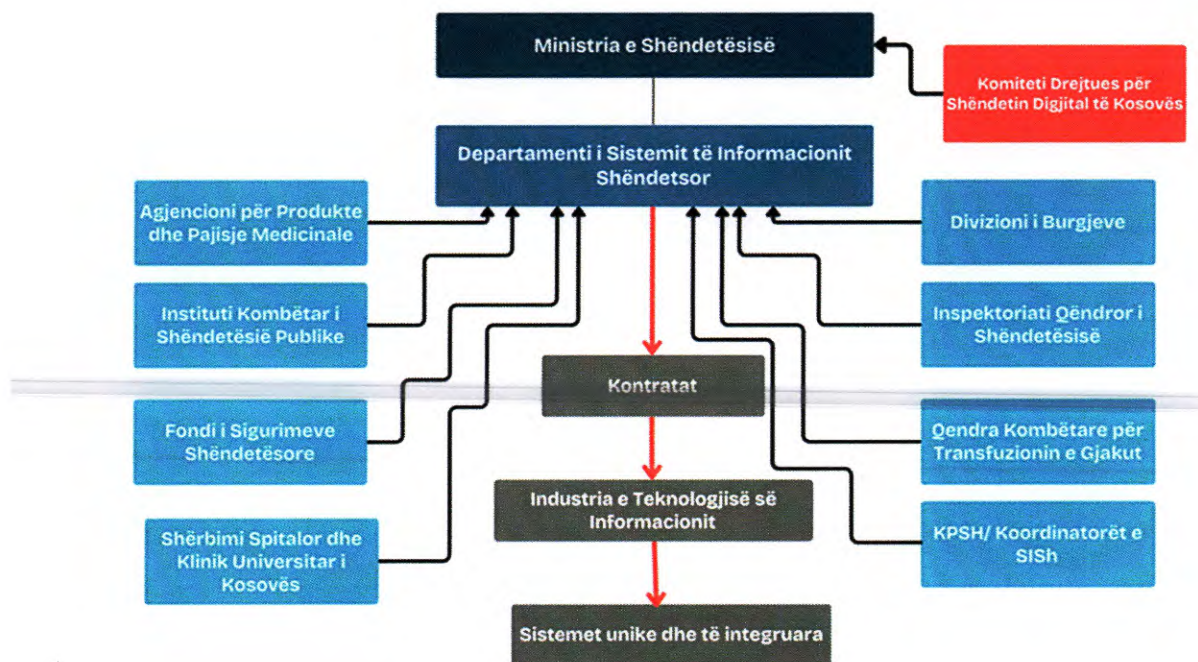 Ministria e Shëndetësisë
Komiteti Drejtues për
Shëndetin Digjital të Kosovës
Departamenti i Sistemit të Informacionit
Shëndetsor
Agjencioni për Produkte
dhe Pajisje Medicinale
Divizioni i Burgjeve
Instituti Kombëtar i
Shëndetësië Publike
Inspektoriati Qëndror i
Shëndetësisë
Kontratat
Fondi i Sigurimeve
Shëndetësore
Qendra Kombëtare për
Transfuzionin e Gjakut
Industria e Teknologjisë së
Informacionit
Shërbimi Spitalor dhe
Klinik Universitar i
Kosovës
KPSH/ Koordinatorët e
SISh
Sistemet unike dhe të integruara